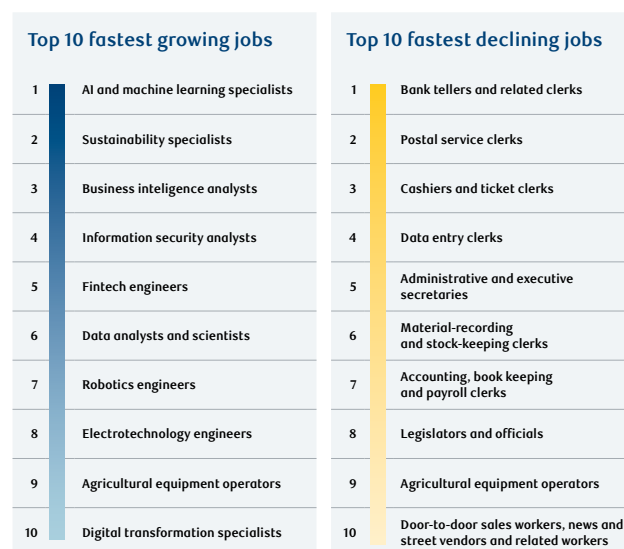 Top 10 fastest growing jobs
1 AI and machine learning specialists
2 Sustainability specialists
3 Business inteligence analysts
4 Information security analysts
5 Fintech engineers
6 Data analysts and scientists
7 Robotics engineers
8 Electrotechnology engineers
9 Agricultural equipment operators
10 Digital transformation specialists
Top 10 fastest declining jobs
1 Bank tellers and related clerks
2 Postal service clerks
3 Cashiers and ticket clerks
4 Data entry clerks
5 Administrative and executive
secretaries
6 Material-recording
and stock-keeping clerks
7 Accounting, book keeping
and payroll clerks
8 Legislators and officials
9 Agricultural equipment operators
10 Door-to-door sales workers, news and
street vendors and related workers